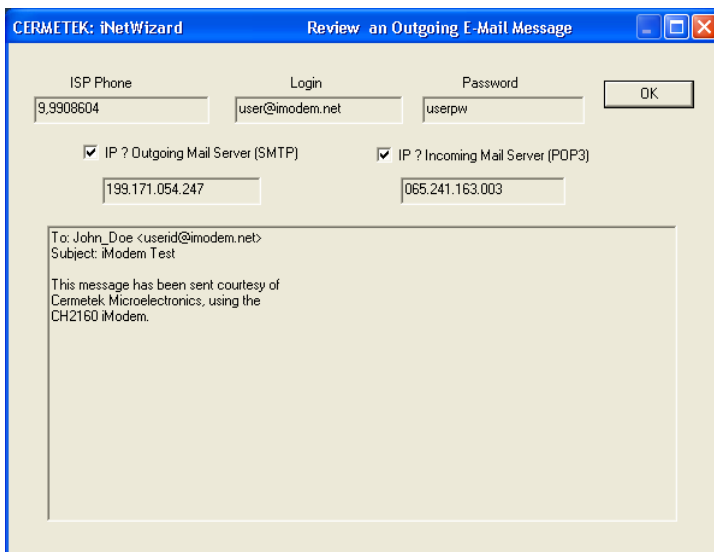 CERMETEK: iNetWizard Review an Outgoing E-Mail Message
ISP Phone Login Password
OK
9,9908604 user@imodem.net userpw
IP ? Outgoing Mail Server (SMTP) IP ? Incoming Mail Server (POP3)
199.171.054.247 065.241.163.003
To: John_Doe <userid@imodem.net>
Subject: iModem Test
This message has been sent courtesy of
Cermetek Microelectronics, using the
CH2160 iModem.